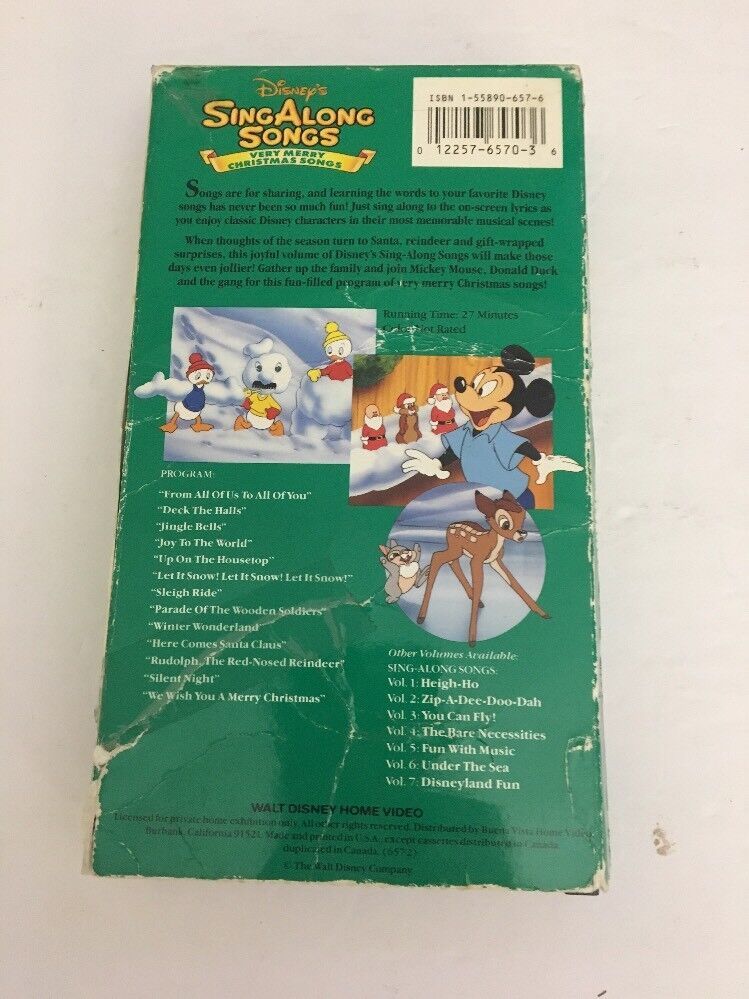 Disney's
SING ALONG
SONGS
VERY MERRY
CHRISTMAS SONGS
ISBN 1-55890-657-6
0 12257-6570-3 6
Songs are for sharing, and learning the words to your favorite Disney
songs has never been so much fun! Just sing along to the on-screen lyrics as
you enjoy classic Disney characters in their most memorable musical scenes!
When thoughts of the season turn to Santa, reindeer and gift-wrapped
surprises, this joyful volume of Disney's Sing-Along Songs will make those
days even jollier! Gather up the family and join Mickey Mouse, Donald Duck
and the gang for this fun-filled program of very merry Christmas songs!
Running Time: 27 Minutes
Color/Not Rated
PROGRAM:
"From All Of Us To All Of You"
"Deck The Halls"
"Jingle Bells"
"Joy To The World"
"Up On The Housetop"
"Let It Snow! Let It Snow! Let It Snow!"
"Sleigh Ride"
"Parade Of The Wooden Soldiers"
"Winter Wonderland"
"Here Comes Santa Claus"
"Rudolph, The Red-Nosed Reindeer"
"Silent Night"
"We Wish You A Merry Christmas"
Other Volumes Available:
SING-ALONG SONGS:
Vol. 1: Heigh-Ho
Vol. 2: Zip-A-Dee-Doo-Dah
Vol. 3: You Can Fly!
Vol. 4: The Bare Necessities
Vol. 5: Fun With Music
Vol. 6: Under The Sea
Vol. 7: Disneyland Fun
WALT DISNEY HOME VIDEO
Licensed for private home exhibition only. All other rights reserved. Distributed by Buena Vista Home Video,
Burbank, California 91521. Made and printed in U.S.A., except cassettes distributed in Canada,
duplicated in Canada. (6572)
© The Walt Disney Company